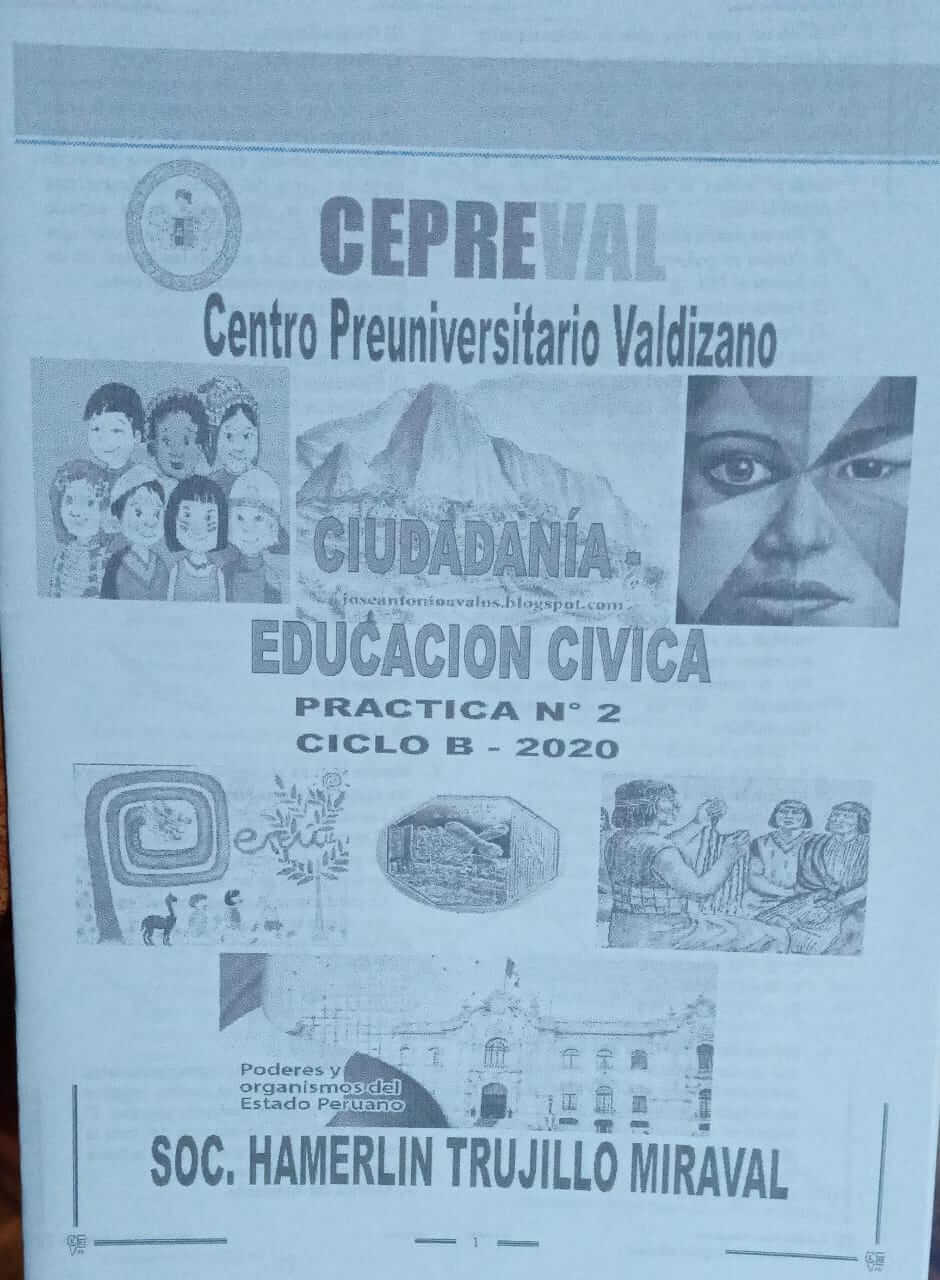 CEPREVAL
Centro Preuniversitario Valdizano
CIUDADANÍA -
joseantonioavalos.blogspot.com
EDUCACION CIVICA
PRACTICA N° 2
CICLO B - 2020
Perú
Poderes y
organismos del
Estado Peruano
SOC. HAMERLIN TRUJILLO MIRAVAL
1